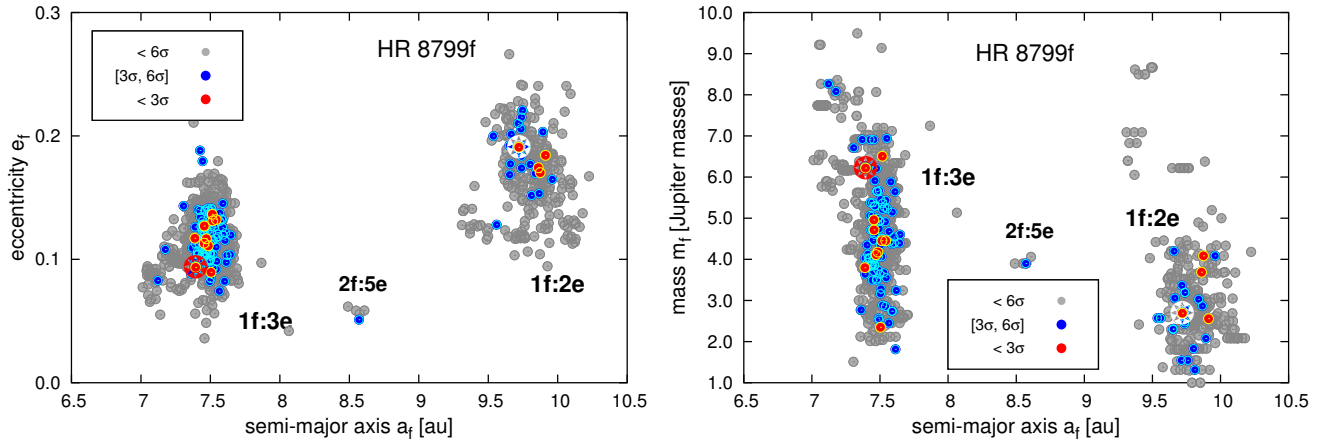 0.3
0.2
0.1
0.0
eccentricity e_f
HR 8799f
< 6σ
[3σ, 6σ]
< 3σ
1f:3e
2f:5e
1f:2e
6.5 7 7.5 8 8.5 9 9.5 10 10.5
semi-major axis a_f [au]
10.0
9.0
8.0
7.0
6.0
5.0
4.0
3.0
2.0
1.0
mass m_f [Jupiter masses]
HR 8799f
1f:3e
2f:5e
1f:2e
< 6σ
[3σ, 6σ]
< 3σ
6.5 7 7.5 8 8.5 9 9.5 10 10.5
semi-major axis a_f [au]